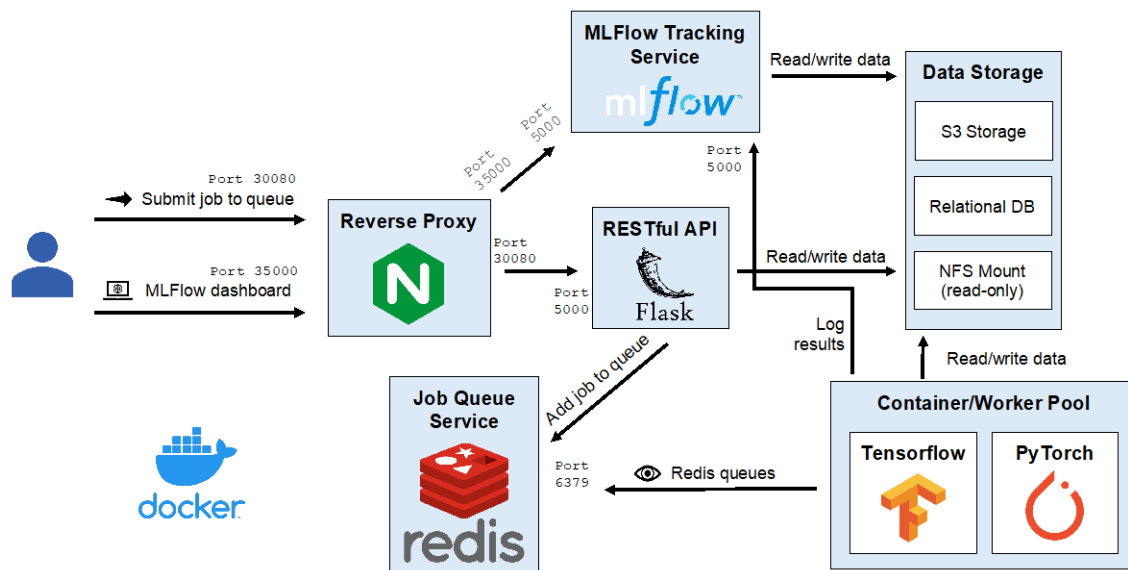 MLFlow Tracking
Service
mlflow™
Read/write data
Data Storage
S3 Storage
Relational DB
NFS Mount
(read-only)
Port
5000
Port
35000
Port
5000
Port 30080
Submit job to queue
Port 35000
MLFlow dashboard
Reverse Proxy
N
Port
30080
Port
5000
RESTful API
Flask
Read/write data
Log
results
Read/write data
Add job to queue
Job Queue
Service
redis
Port
6379
Redis queues
Container/Worker Pool
Tensorflow
PyTorch
docker